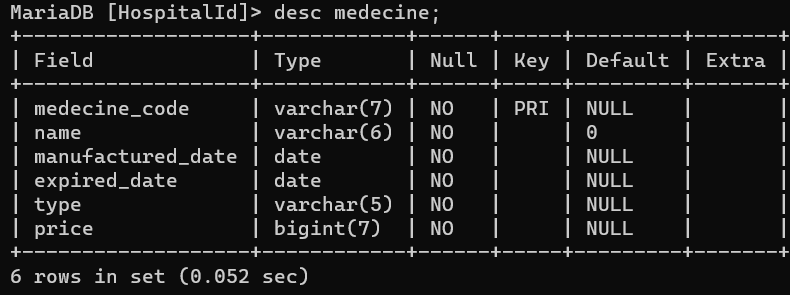 MariaDB [HospitalId]> desc medecine;
+-------------------+------------+------+-----+---------+-------+
| Field             | Type       | Null | Key | Default | Extra |
+-------------------+------------+------+-----+---------+-------+
| medecine_code     | varchar(7) | NO   | PRI | NULL    |       |
| name              | varchar(6) | NO   |     | 0       |       |
| manufactured_date | date       | NO   |     | NULL    |       |
| expired_date      | date       | NO   |     | NULL    |       |
| type              | varchar(5) | NO   |     | NULL    |       |
| price             | bigint(7)  | NO   |     | NULL    |       |
+-------------------+------------+------+-----+---------+-------+
6 rows in set (0.052 sec)